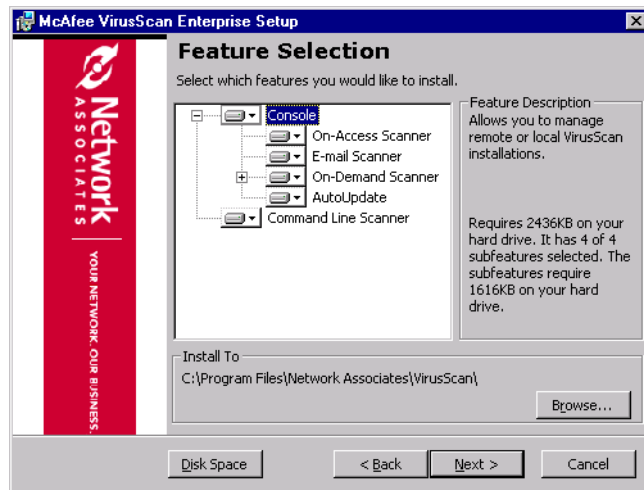 McAfee VirusScan Enterprise Setup
Network
ASSOCIATES
YOUR NETWORK. OUR BUSINESS.
Feature Selection
Select which features you would like to install.
Console
On-Access Scanner
E-mail Scanner
On-Demand Scanner
AutoUpdate
Command Line Scanner
Feature Description
Allows you to manage
remote or local VirusScan
installations.
Requires 2436KB on your
hard drive. It has 4 of 4
subfeatures selected. The
subfeatures require
1616KB on your hard
drive.
Install To
C:\Program Files\Network Associates\VirusScan\
Browse...
Disk Space
< Back
Next >
Cancel